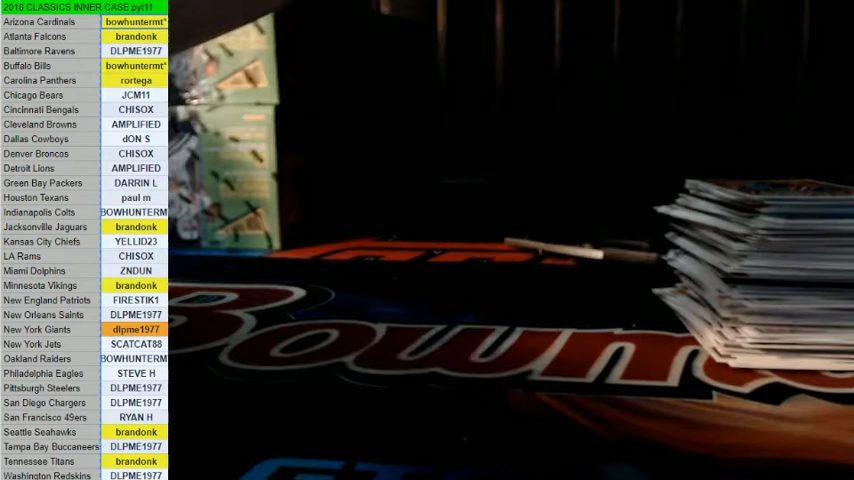 2018 CLASSICS INNER CASE pyt11
Arizona Cardinals bowhuntermt*
Atlanta Falcons brandonk
Baltimore Ravens DLPME1977
Buffalo Bills bowhuntermt*
Carolina Panthers rortega
Chicago Bears JCM11
Cincinnati Bengals CHISOX
Cleveland Browns AMPLIFIED
Dallas Cowboys dON S
Denver Broncos CHISOX
Detroit Lions AMPLIFIED
Green Bay Packers DARRIN L
Houston Texans paul m
Indianapolis Colts BOWHUNTERM
Jacksonville Jaguars brandonk
Kansas City Chiefs YELLID23
LA Rams CHISOX
Miami Dolphins ZNDUN
Minnesota Vikings brandonk
New England Patriots FIRESTIK1
New Orleans Saints DLPME1977
New York Giants dlpme1977
New York Jets SCATCAT88
Oakland Raiders BOWHUNTERM
Philadelphia Eagles STEVE H
Pittsburgh Steelers DLPME1977
San Diego Chargers DLPME1977
San Francisco 49ers RYAN H
Seattle Seahawks brandonk
Tampa Bay Buccaneers DLPME1977
Tennessee Titans brandonk
Washington Redskins DLPME1977
Bowm